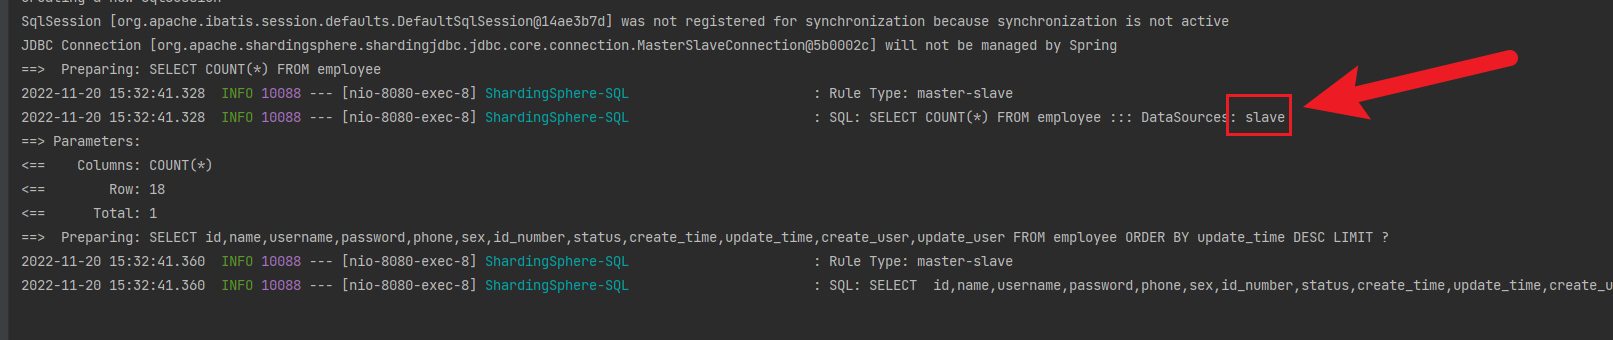 Creating a new SqlSession
SqlSession [org.apache.ibatis.session.defaults.DefaultSqlSession@14ae3b7d] was not registered for synchronization because synchronization is not active
JDBC Connection [org.apache.shardingsphere.shardingjdbc.jdbc.core.connection.MasterSlaveConnection@5b0002c] will not be managed by Spring
==>  Preparing: SELECT COUNT(*) FROM employee
2022-11-20 15:32:41.328  INFO 10088 --- [nio-8080-exec-8] ShardingSphere-SQL                       : Rule Type: master-slave
2022-11-20 15:32:41.328  INFO 10088 --- [nio-8080-exec-8] ShardingSphere-SQL                       : SQL: SELECT COUNT(*) FROM employee ::: DataSources: slave
==> Parameters:
<==    Columns: COUNT(*)
<==        Row: 18
<==      Total: 1
==>  Preparing: SELECT id,name,username,password,phone,sex,id_number,status,create_time,update_time,create_user,update_user FROM employee ORDER BY update_time DESC LIMIT ?
2022-11-20 15:32:41.360  INFO 10088 --- [nio-8080-exec-8] ShardingSphere-SQL                       : Rule Type: master-slave
2022-11-20 15:32:41.360  INFO 10088 --- [nio-8080-exec-8] ShardingSphere-SQL                       : SQL: SELECT  id,name,username,password,phone,sex,id_number,status,create_time,update_time,create_u